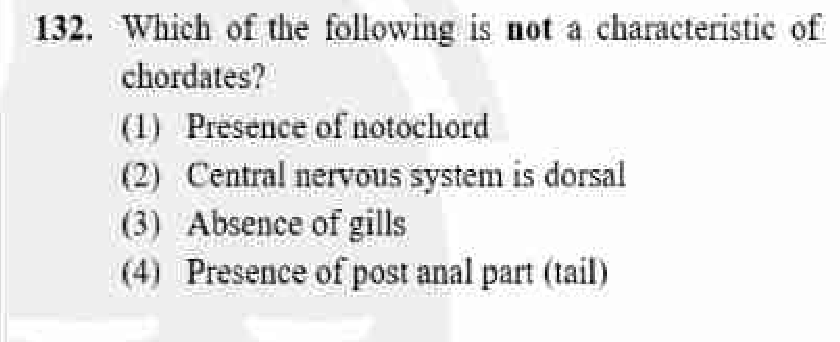 132. Which of the following is not a characteristic of
chordates?
(1) Presence of notochord
(2) Central nervous system is dorsal
(3) Absence of gills
(4) Presence of post anal part (tail)